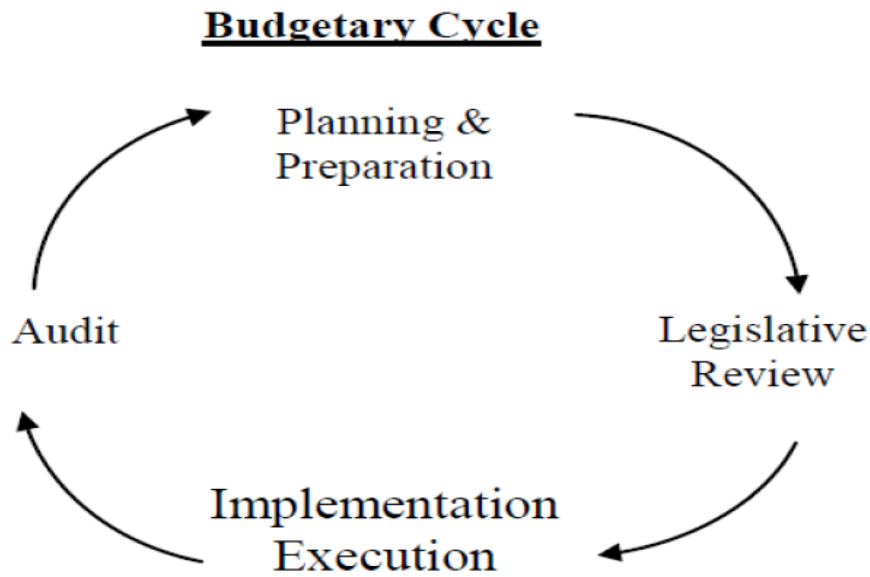 Budgetary Cycle
Planning &
Preparation
Audit
Legislative
Review
Implementation
Execution